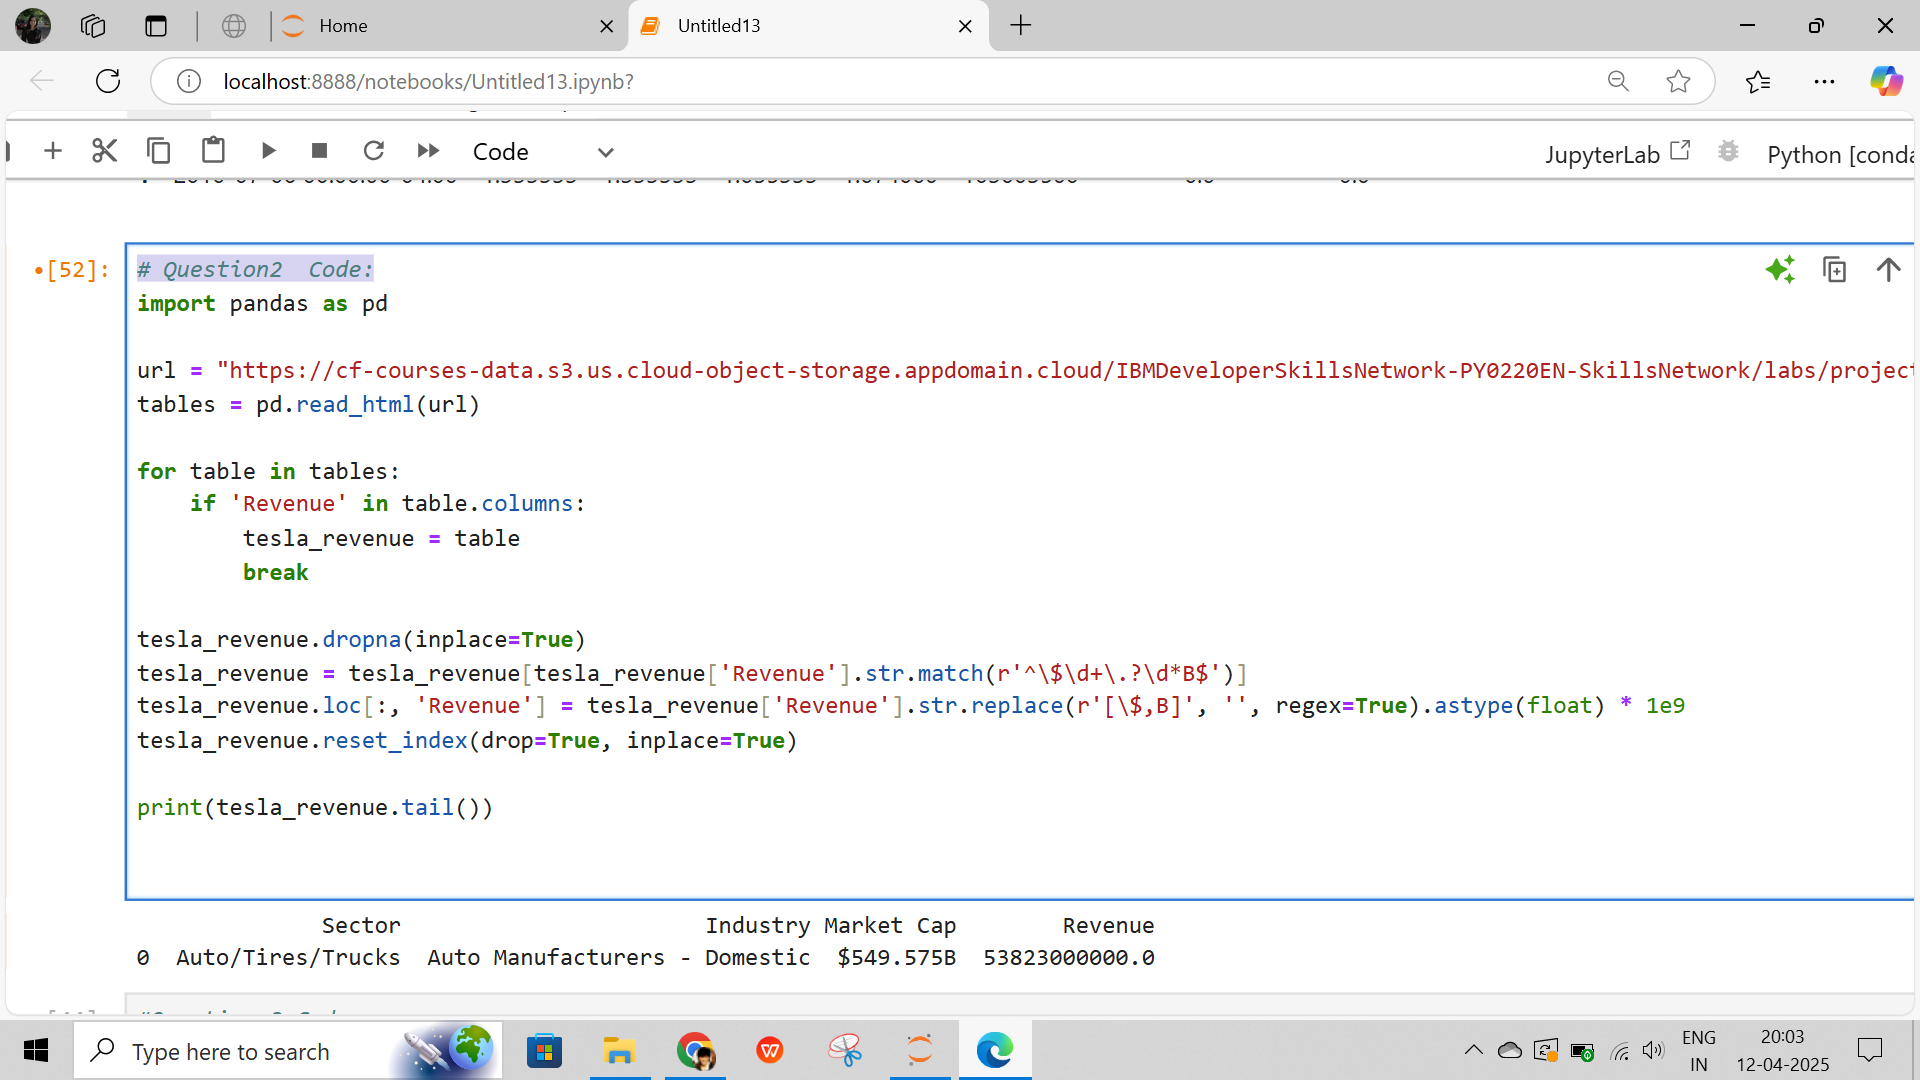 Home
Untitled13
localhost:8888/notebooks/Untitled13.ipynb?
Code
JupyterLab
Python [conda
[52]:
# Question2  Code:
import pandas as pd
url = "https://cf-courses-data.s3.us.cloud-object-storage.appdomain.cloud/IBMDeveloperSkillsNetwork-PY0220EN-SkillsNetwork/labs/project
tables = pd.read_html(url)
for table in tables:
    if 'Revenue' in table.columns:
        tesla_revenue = table
        break
tesla_revenue.dropna(inplace=True)
tesla_revenue = tesla_revenue[tesla_revenue['Revenue'].str.match(r'^\$\d+\.?\d*B$')]
tesla_revenue.loc[:, 'Revenue'] = tesla_revenue['Revenue'].str.replace(r'[\$,B]', '', regex=True).astype(float) * 1e9
tesla_revenue.reset_index(drop=True, inplace=True)
print(tesla_revenue.tail())
Sector Industry Market Cap Revenue
0 Auto/Tires/Trucks Auto Manufacturers - Domestic $549.575B 53823000000.0
Type here to search
ENG
IN
20:03
12-04-2025